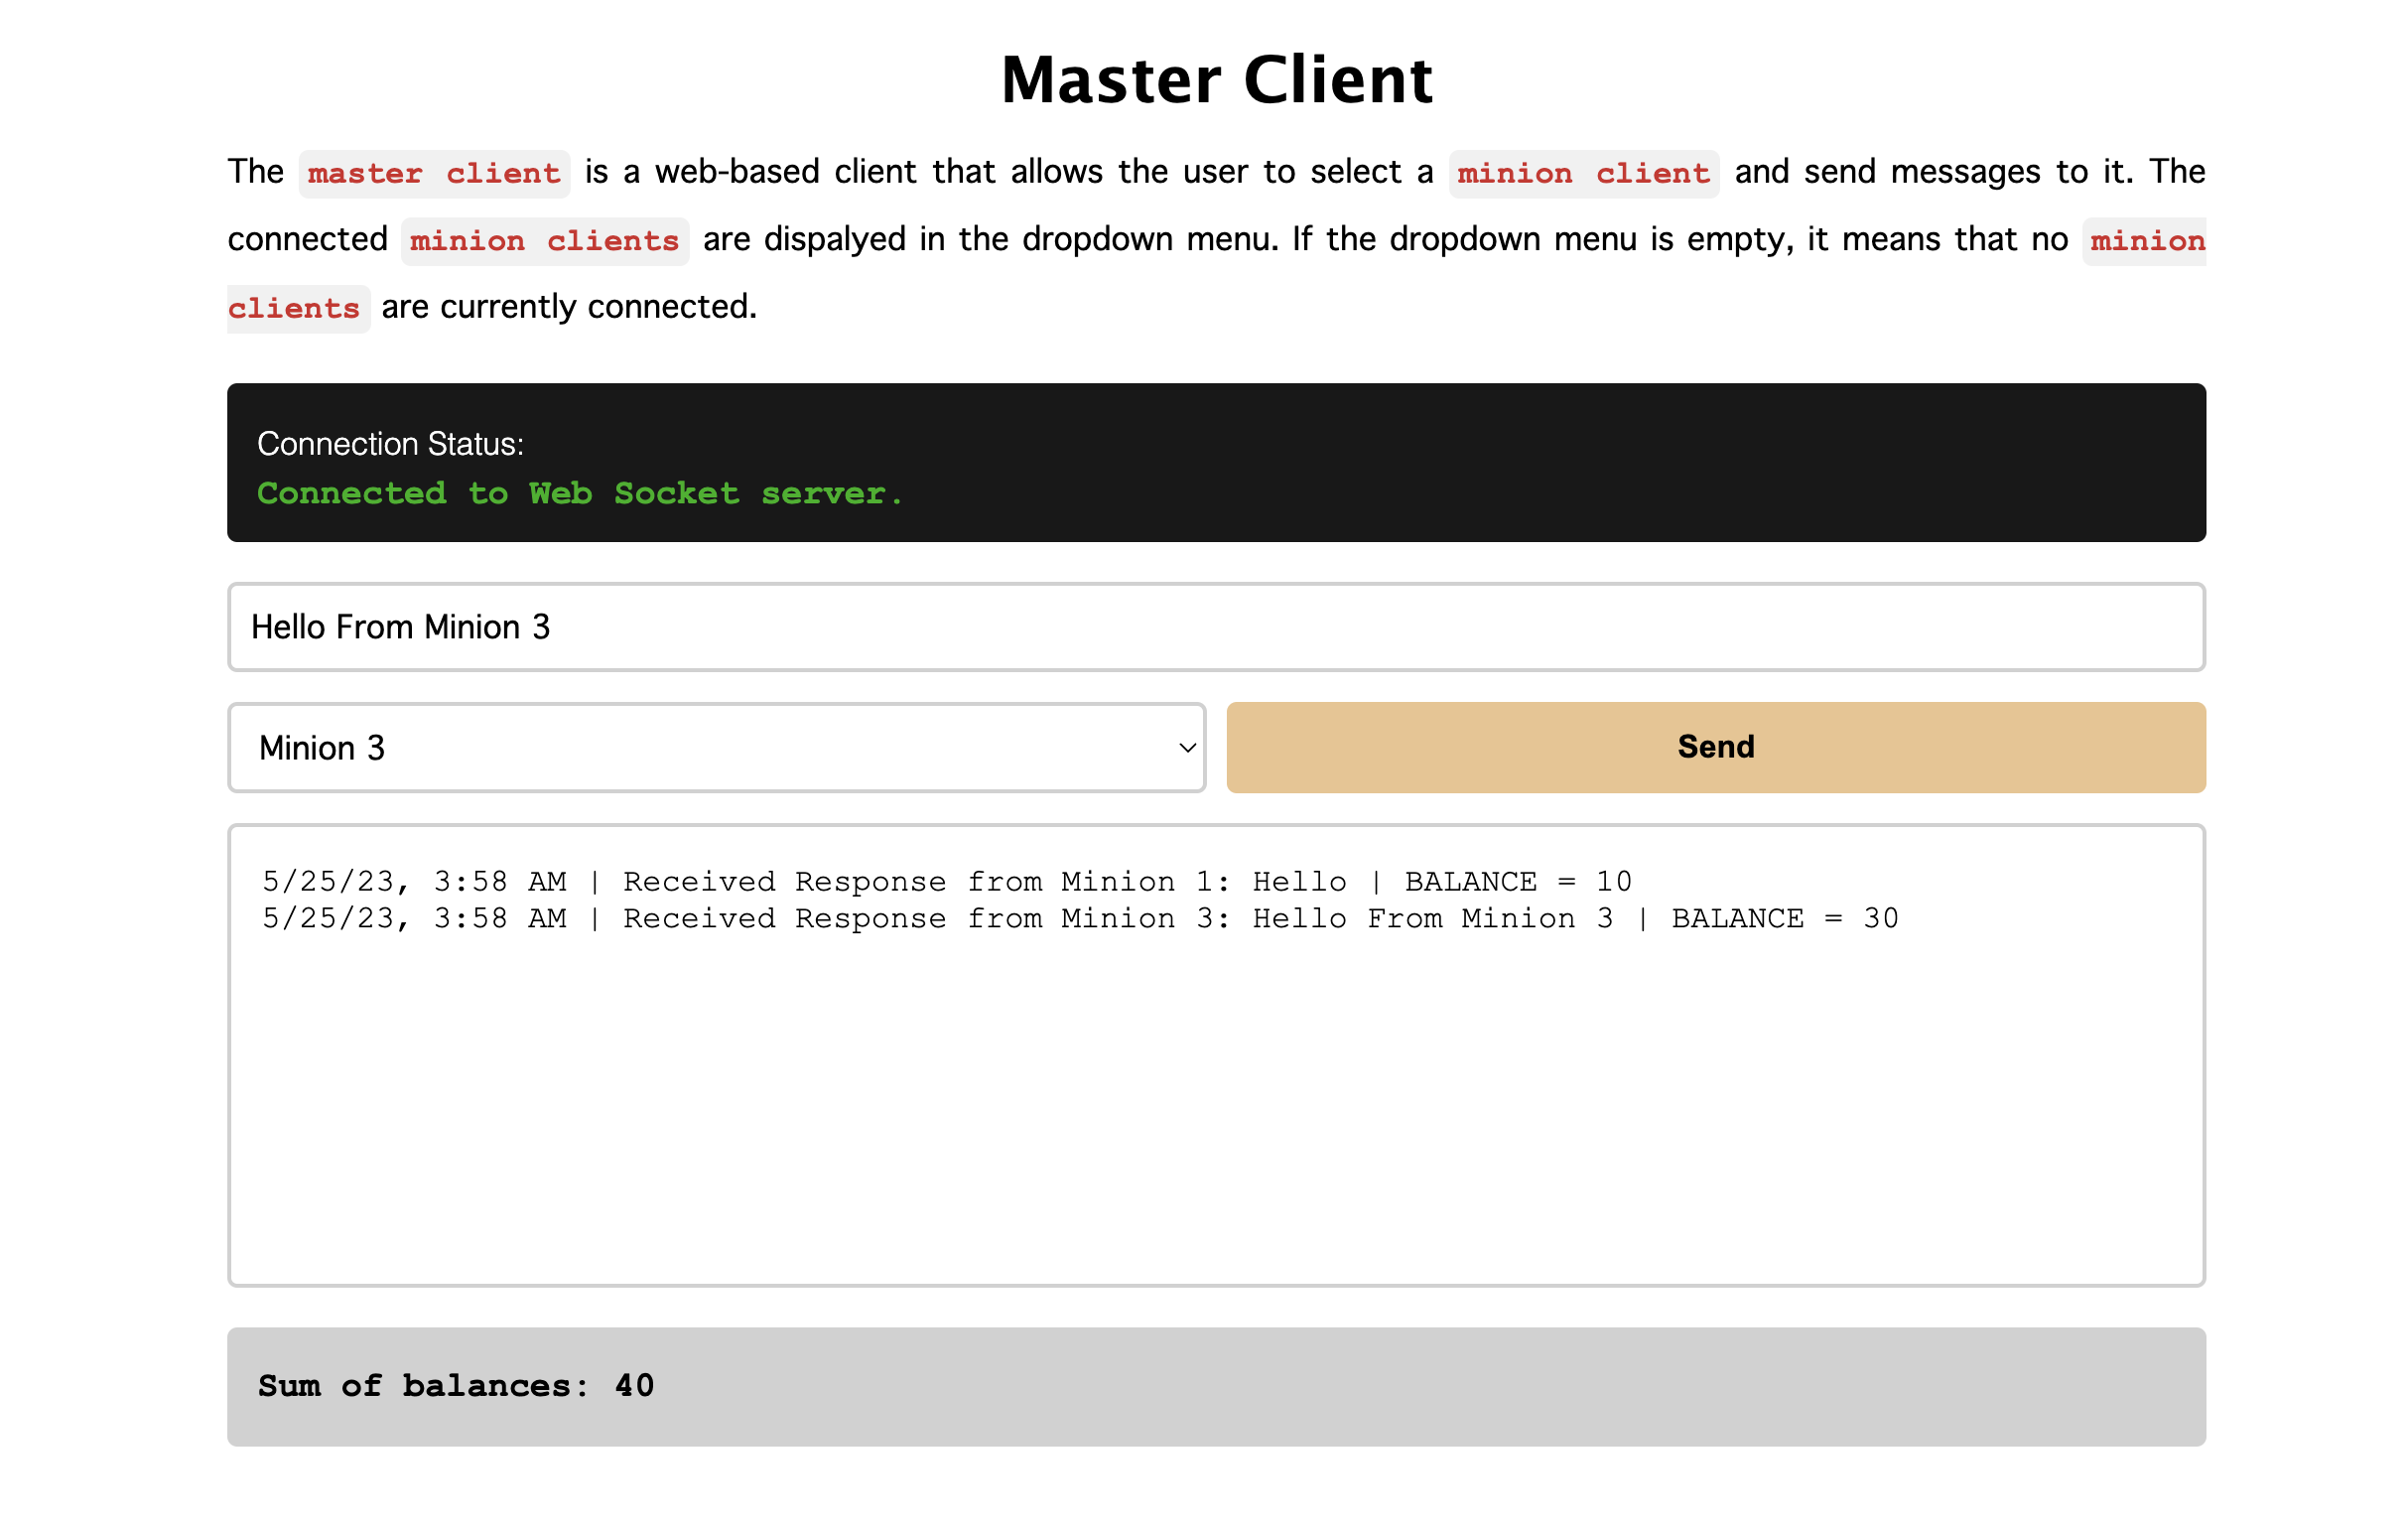 Master Client
The master client is a web-based client that allows the user to select a minion client and send messages to it. The
connected minion clients are dispalyed in the dropdown menu. If the dropdown menu is empty, it means that no minion
clients are currently connected.
Connection Status:
Connected to Web Socket server.
Hello From Minion 3
Minion 3
Send
5/25/23, 3:58 AM | Received Response from Minion 1: Hello | BALANCE = 10
5/25/23, 3:58 AM | Received Response from Minion 3: Hello From Minion 3 | BALANCE = 30
Sum of balances: 40